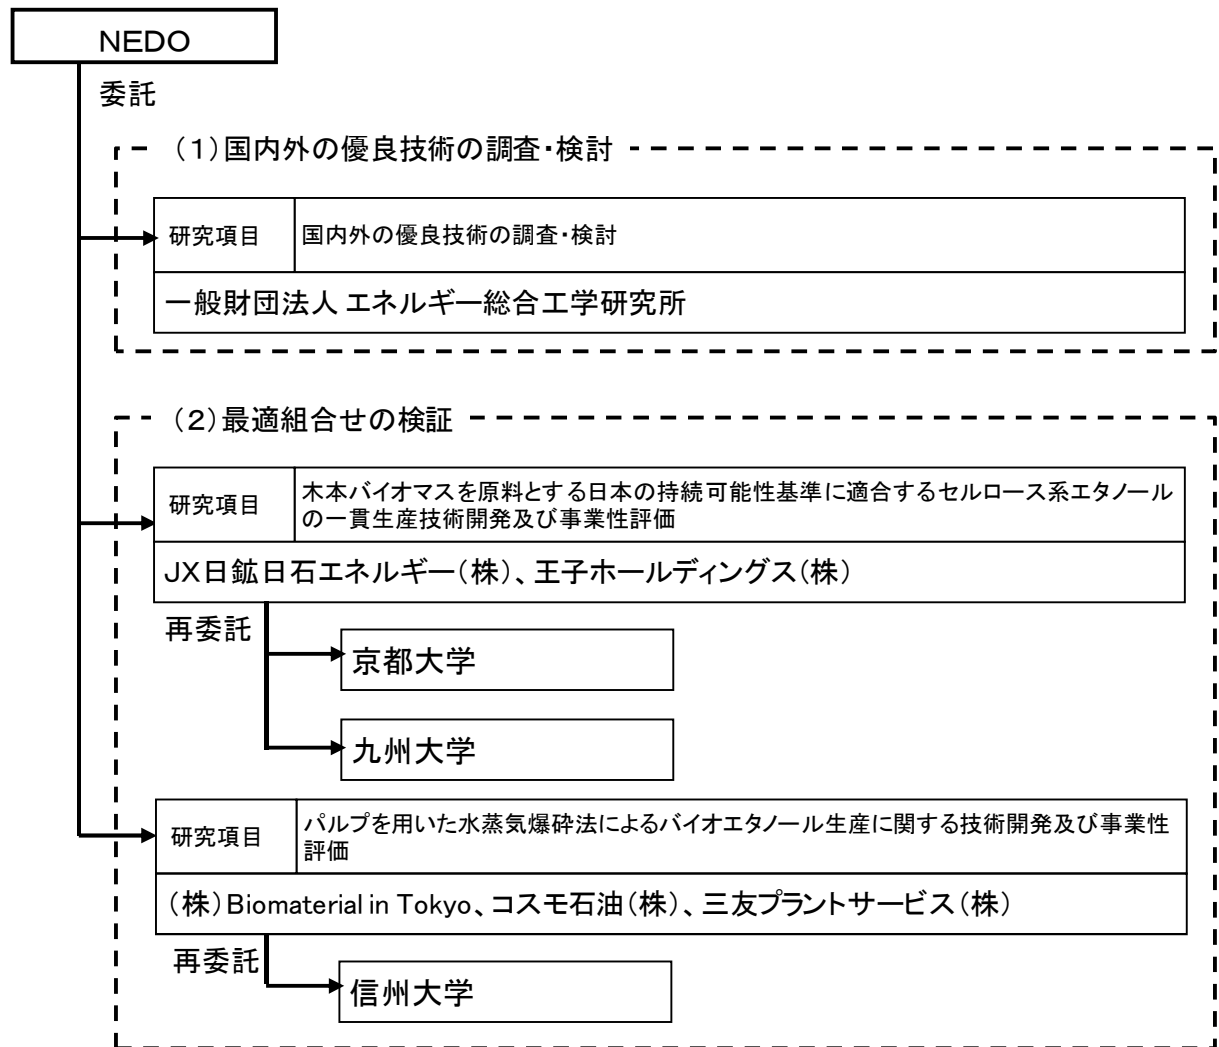 NEDO
委託
(1)国内外の優良技術の調査・検討
研究項目
国内外の優良技術の調査・検討
一般財団法人 エネルギー総合工学研究所
(2)最適組合せの検証
研究項目
木本バイオマスを原料とする日本の持続可能性基準に適合するセルロース系エタノール
の一貫生産技術開発及び事業性評価
JX日鉱日石エネルギー(株)、王子ホールディングス(株)
再委託
京都大学
九州大学
研究項目
パルプを用いた水蒸気爆砕法によるバイオエタノール生産に関する技術開発及び事業性
評価
(株)Biomaterial in Tokyo、コスモ石油(株)、三友プラントサービス(株)
再委託
信州大学